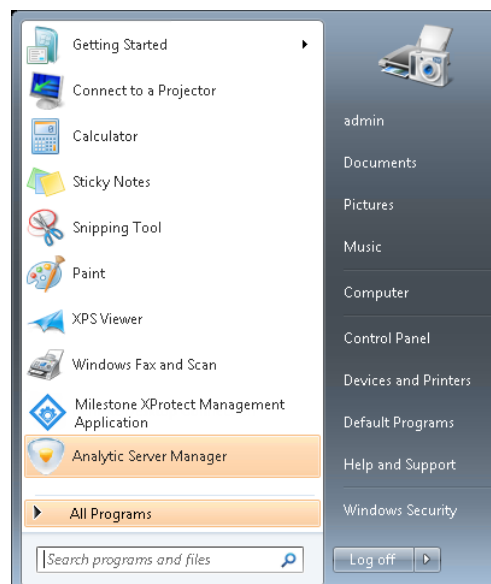 Getting Started
Connect to a Projector
Calculator
Sticky Notes
Snipping Tool
Paint
XPS Viewer
Windows Fax and Scan
Milestone XProtect Management
Application
Analytic Server Manager
All Programs
Search programs and files
admin
Documents
Pictures
Music
Computer
Control Panel
Devices and Printers
Default Programs
Help and Support
Windows Security
Log off